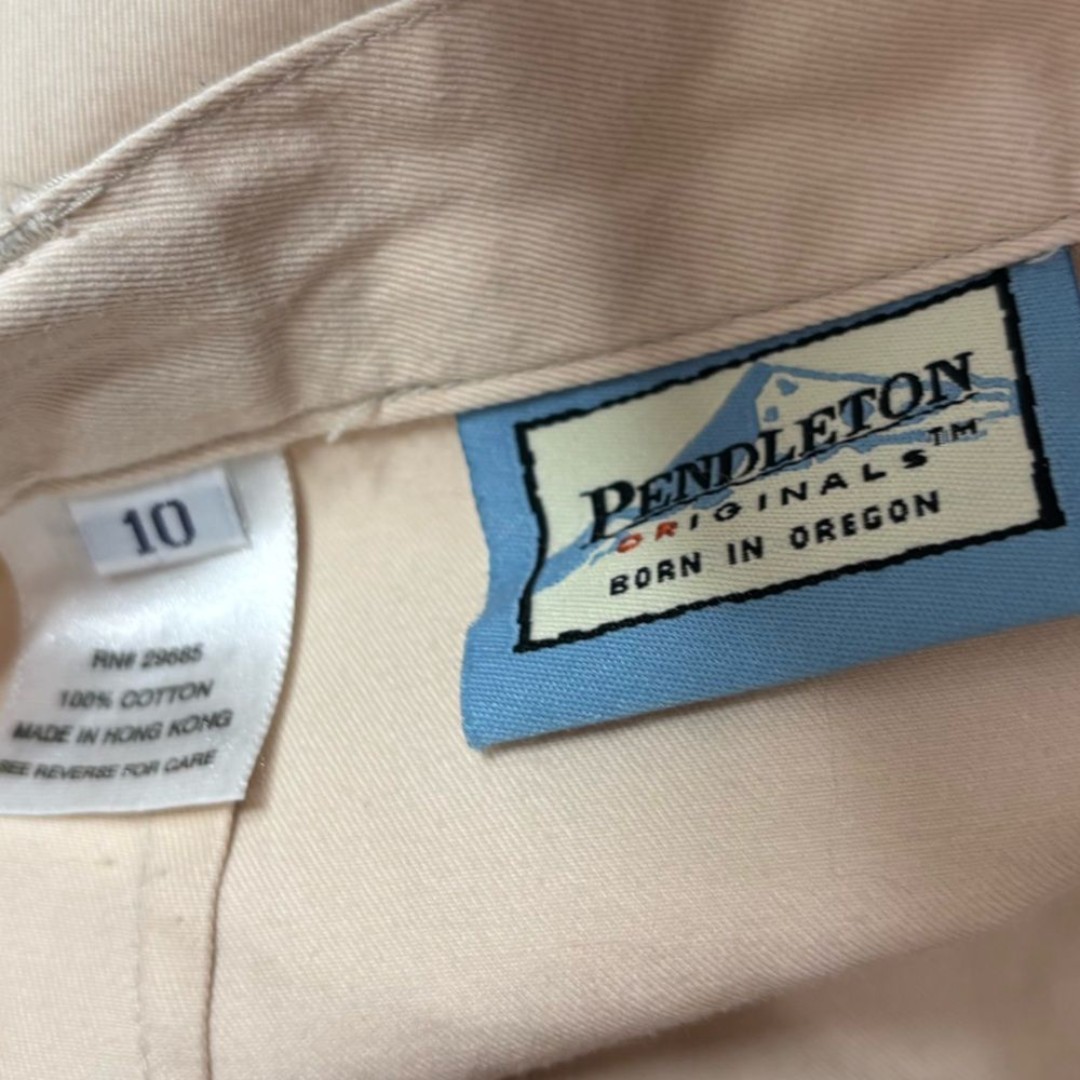 10
RN# 29685
100% COTTON
MADE IN HONG KONG
SEE REVERSE FOR CARE
PENDLETON
ORIGINALS™
BORN IN OREGON